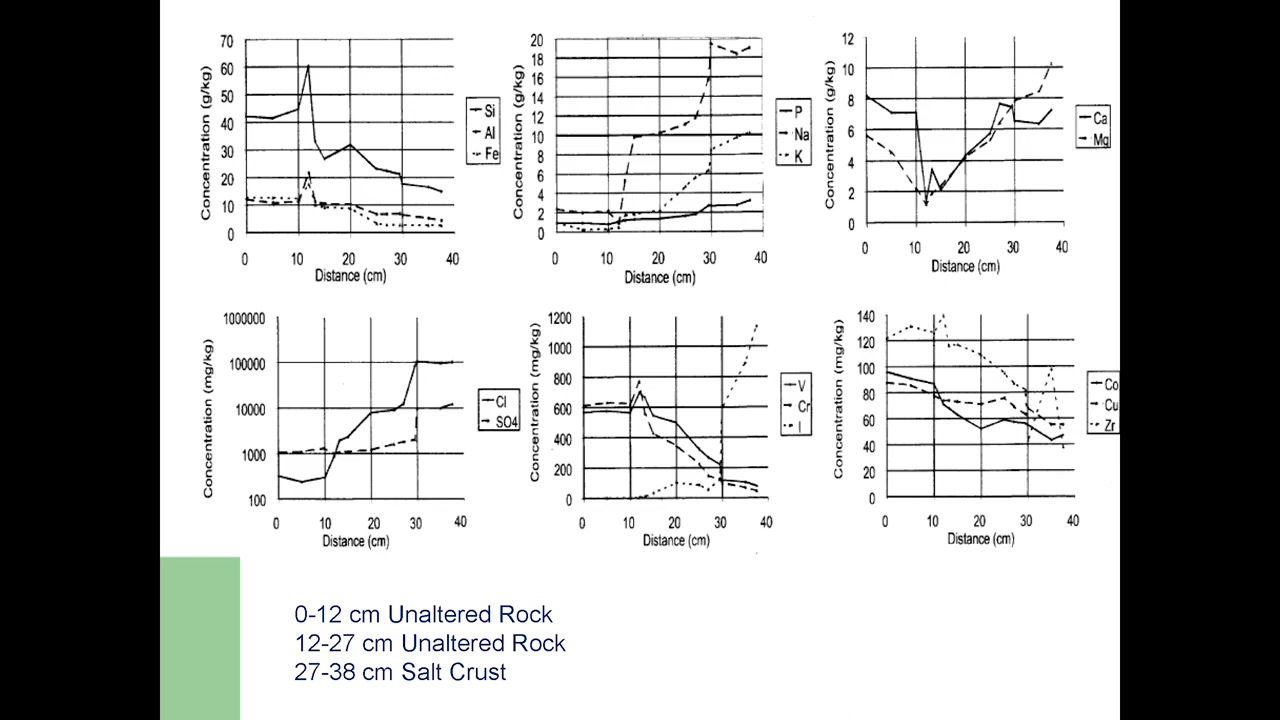 70
60
50
40
30
20
10
0
Concentration (g/kg)
0 10 20 30 40
Distance (cm)
Si
Al
Fe
20
18
16
14
12
10
8
6
4
2
0
Concentration (g/kg)
0 10 20 30 40
Distance (cm)
P
Na
K
12
10
8
6
4
2
0
Concentration (g/kg)
0 10 20 30 40
Distance (cm)
Ca
Mg
1000000
100000
10000
1000
100
Concentration (mg/kg)
0 10 20 30 40
Distance (cm)
Cl
SO4
1200
1000
800
600
400
200
0
Concentration (mg/kg)
0 10 20 30 40
Distance (cm)
V
Cr
I
140
120
100
80
60
40
20
0
Concentration (mg/kg)
0 10 20 30 40
Distance (cm)
Co
Cu
Zr
0-12 cm Unaltered Rock
12-27 cm Unaltered Rock
27-38 cm Salt Crust